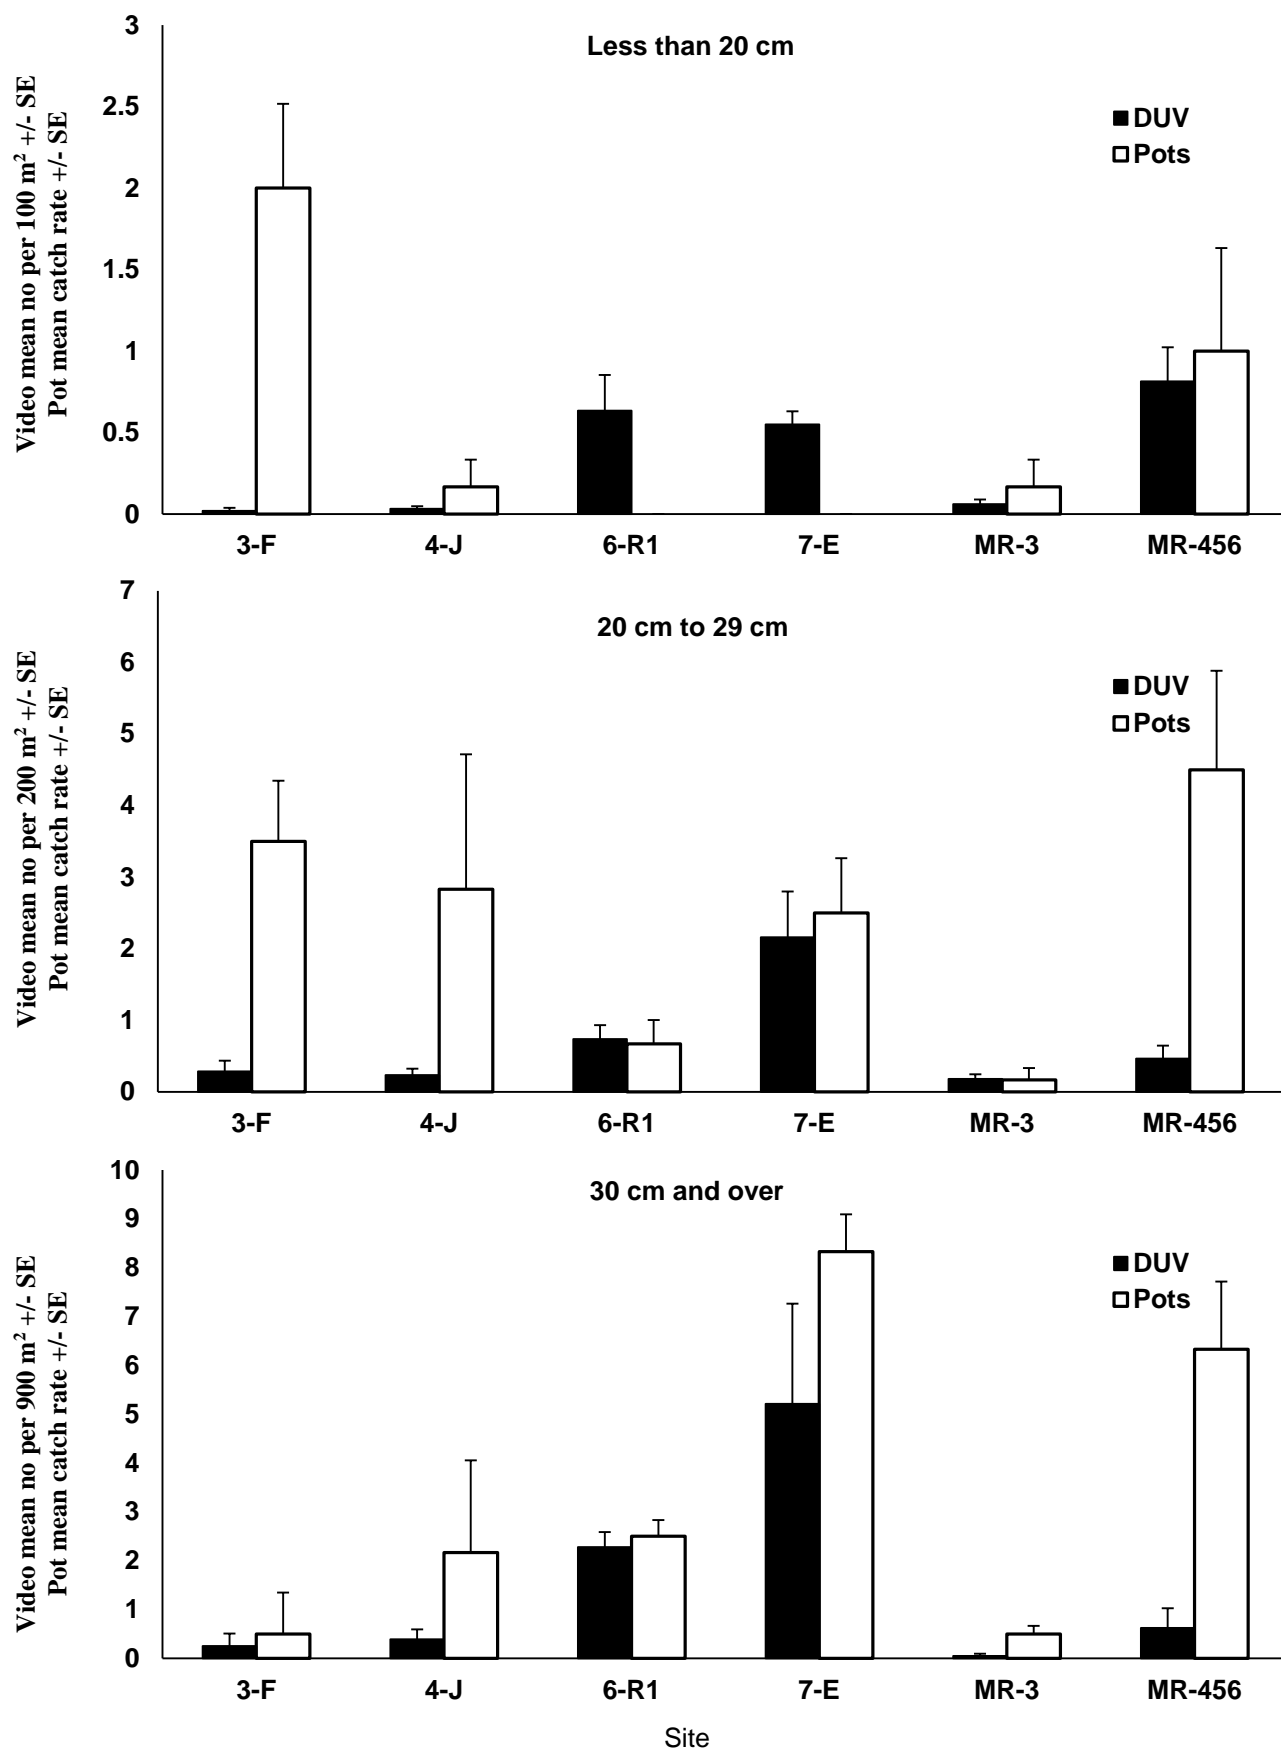 Less than 20 cm
Video mean no per 100 m² +/- SE
Pot mean catch rate +/- SE
3
2.5
2
1.5
1
0.5
0
DUV
Pots
3-F 4-J 6-R1 7-E MR-3 MR-456
20 cm to 29 cm
Video mean no per 200 m² +/- SE
Pot mean catch rate +/- SE
7
6
5
4
3
2
1
0
DUV
Pots
3-F 4-J 6-R1 7-E MR-3 MR-456
30 cm and over
Video mean no per 900 m² +/- SE
Pot mean catch rate +/- SE
10
9
8
7
6
5
4
3
2
1
0
DUV
Pots
3-F 4-J 6-R1 7-E MR-3 MR-456
Site